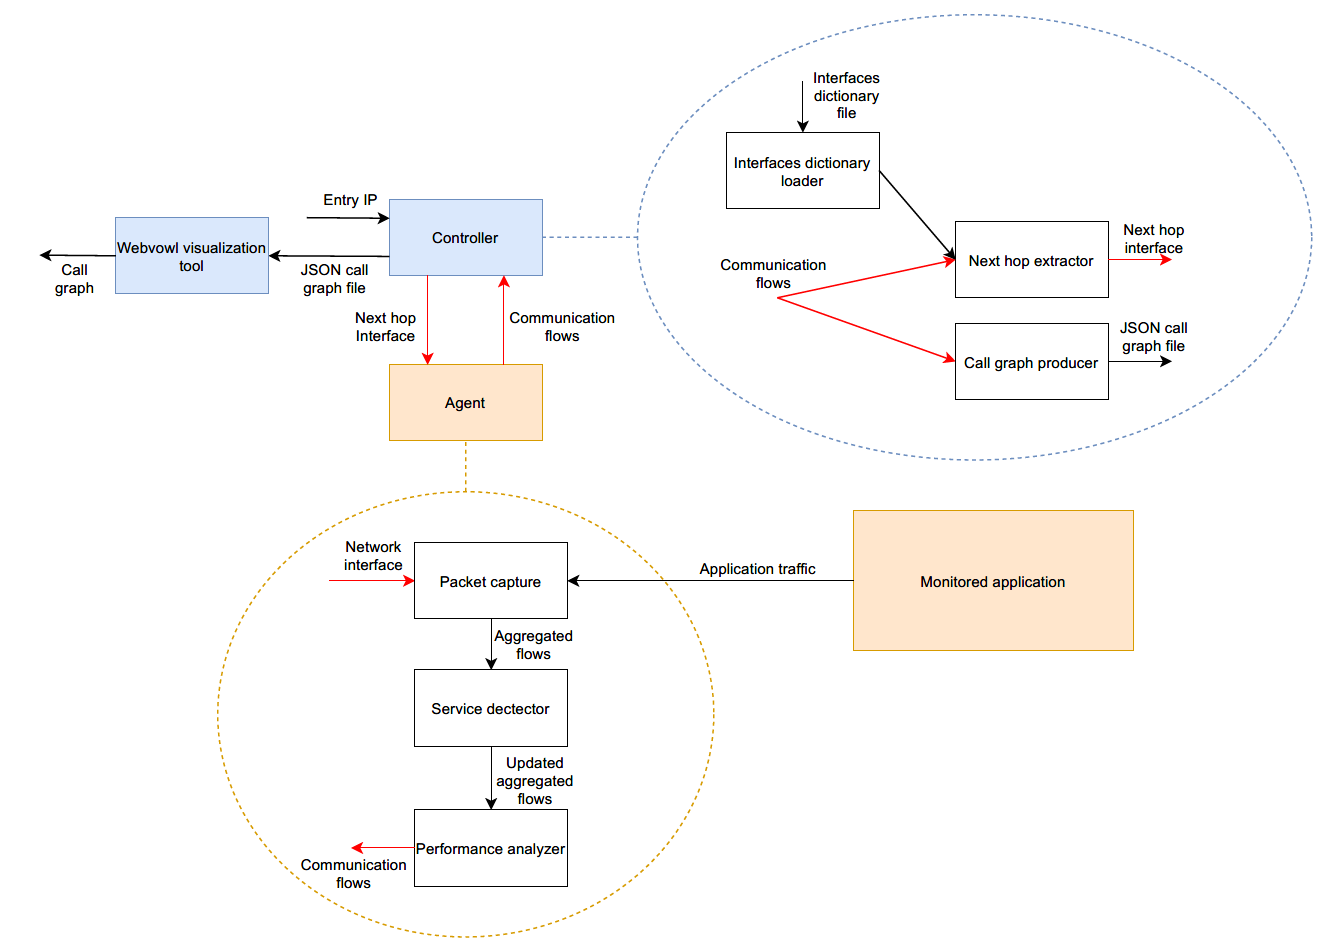 Interfaces
dictionary
file
Interfaces dictionary
loader
Entry IP
Controller
Webvowl visualization
tool
Call
graph
JSON call
graph file
Next hop
Interface
Communication
flows
Agent
Communication
flows
Next hop extractor
Next hop
interface
Call graph producer
JSON call
graph file
Network
interface
Packet capture
Application traffic
Monitored application
Aggregated
flows
Service dectector
Updated
aggregated
flows
Performance analyzer
Communication
flows